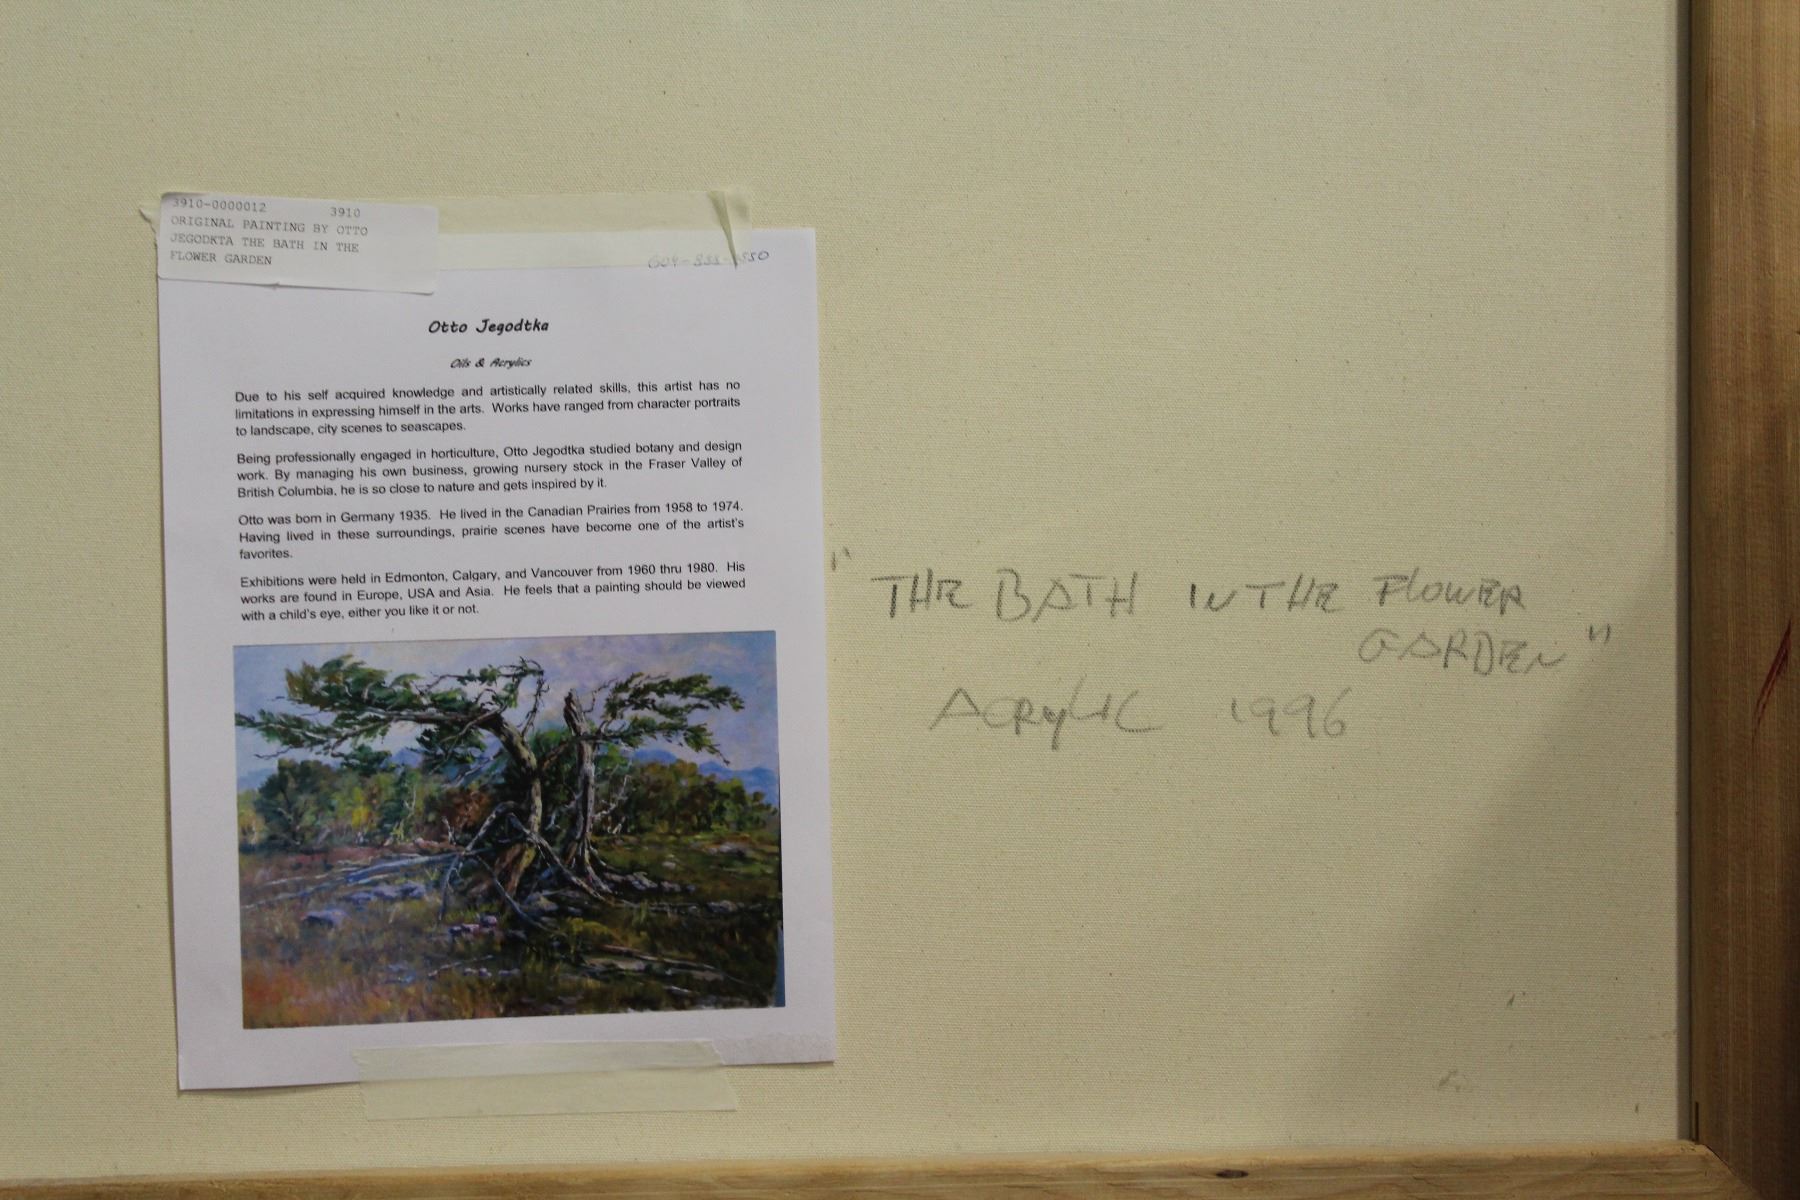 3910-0000012 3910
ORIGINAL PAINTING BY OTTO
JEGODKTA THE BATH IN THE
FLOWER GARDEN
Otto Jegodtka
Oils & Acrylics
Due to his self acquired knowledge and artistically related skills, this artist has no
limitations in expressing himself in the arts. Works have ranged from character portraits
to landscape, city scenes to seascapes.
Being professionally engaged in horticulture, Otto Jegodtka studied botany and design
work. By managing his own business, growing nursery stock in the Fraser Valley of
British Columbia, he is so close to nature and gets inspired by it.
Otto was born in Germany 1935. He lived in the Canadian Prairies from 1958 to 1974.
Having lived in these surroundings, prairie scenes have become one of the artist's
favorites.
Exhibitions were held in Edmonton, Calgary, and Vancouver from 1960 thru 1980. His
works are found in Europe, USA and Asia. He feels that a painting should be viewed
with a child's eye, either you like it or not.
"THE BATH IN THE FLOWER
GARDEN"
ACRYLIC 1996